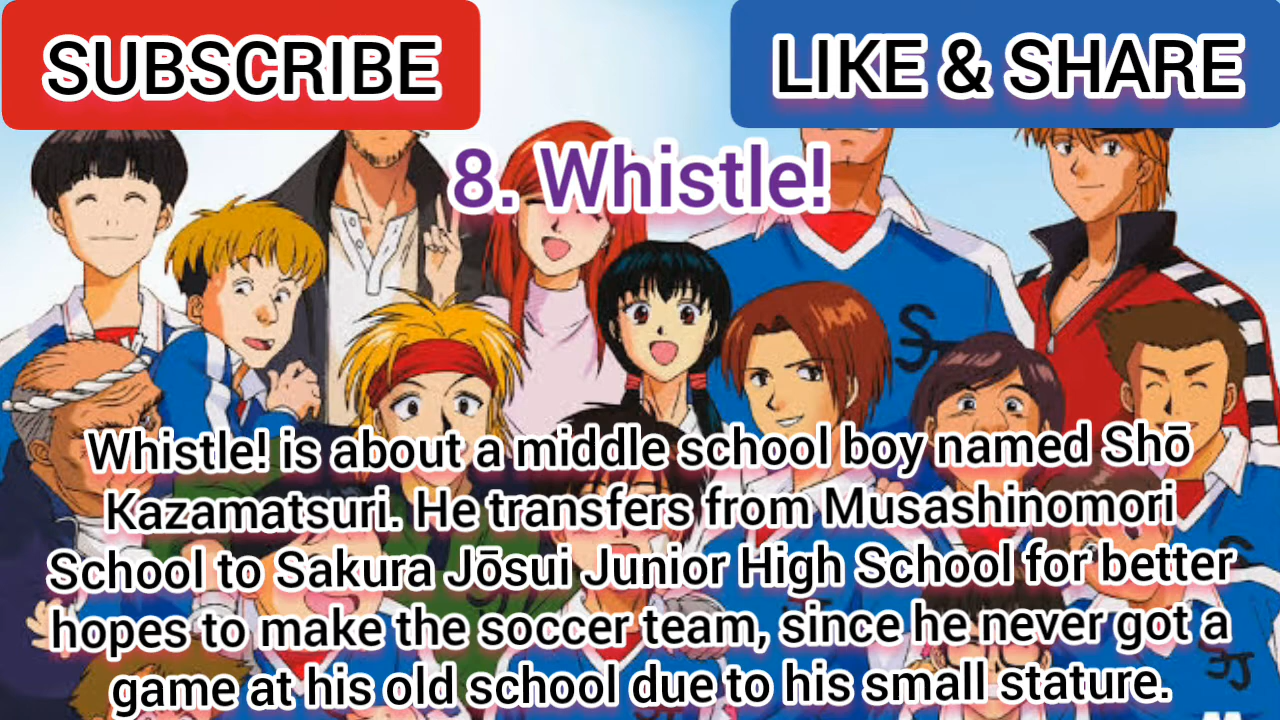 SUBSCRIBE
LIKE & SHARE
8. Whistle!
Whistle! is about a middle school boy named Shō
Kazamatsuri. He transfers from Musashinomori
School to Sakura Jōsui Junior High School for better
hopes to make the soccer team, since he never got a
game at his old school due to his small stature.